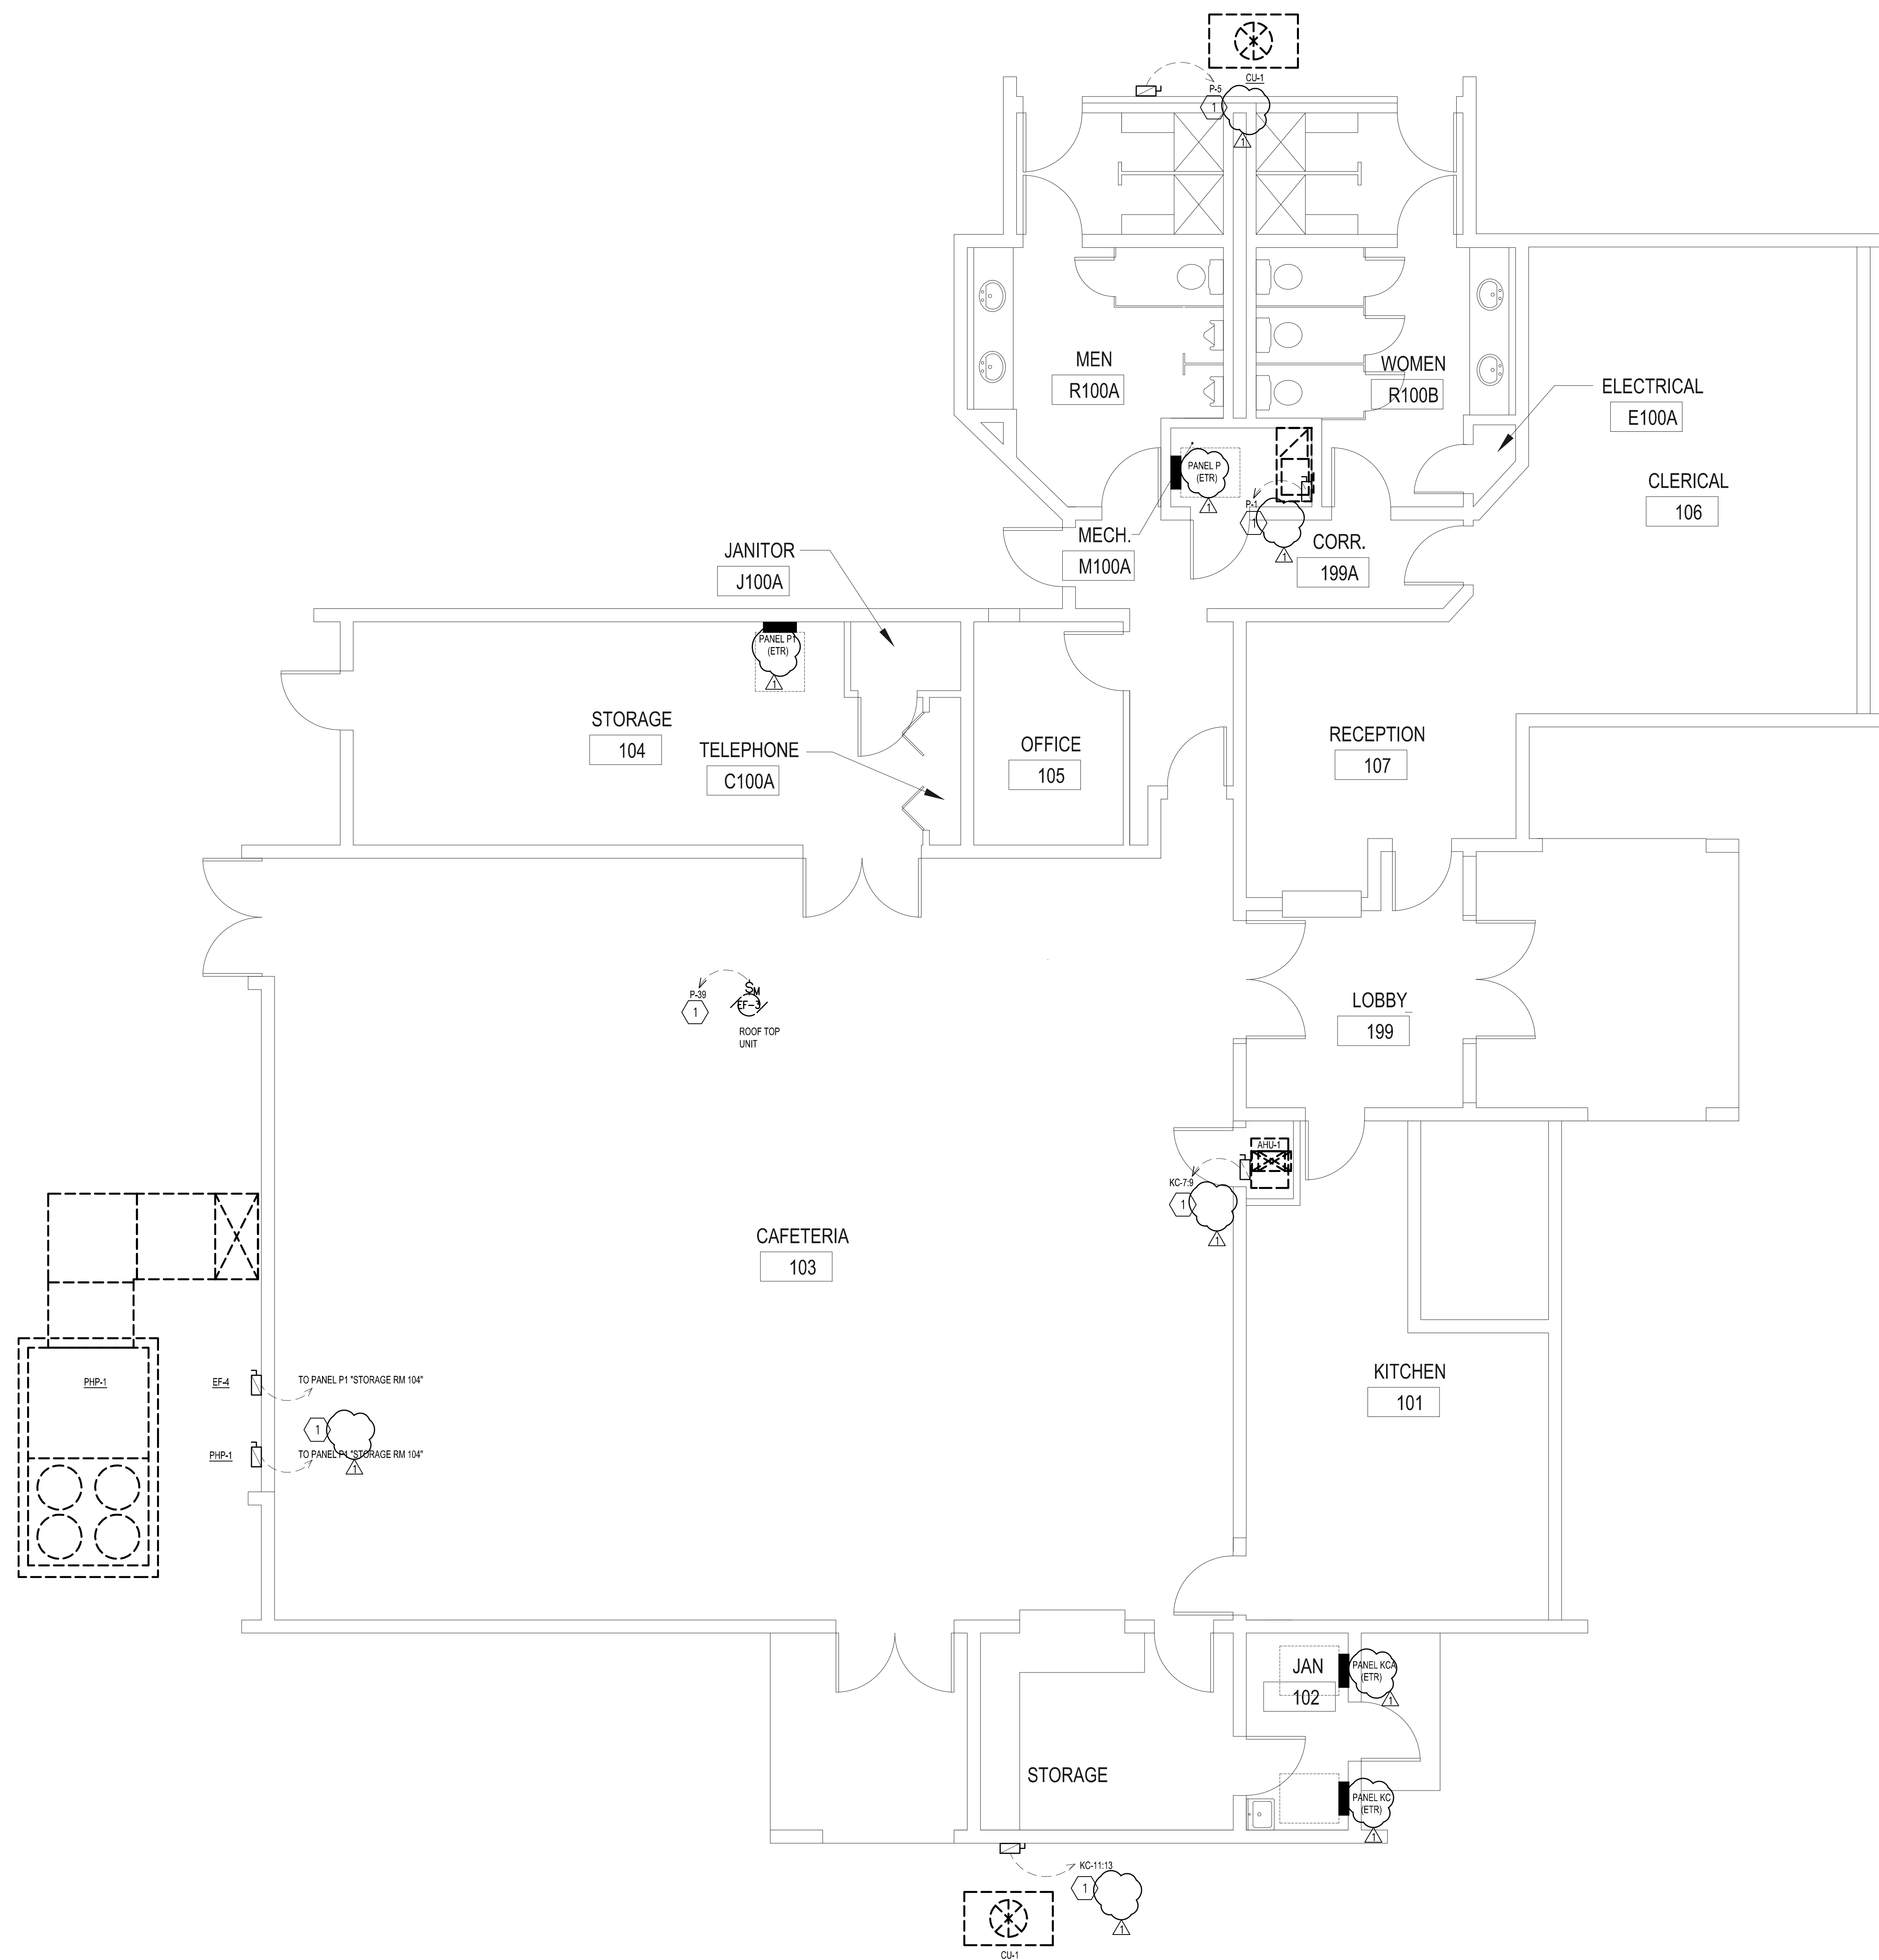 CU-1
P-5
1
1
MEN
R100A
WOMEN
R100B
ELECTRICAL
E100A
CLERICAL
106
PANEL P
(ETR)
1
P-1
1
1
MECH.
M100A
CORR.
199A
JANITOR
J100A
PANEL P1
(ETR)
1
STORAGE
104
TELEPHONE
C100A
OFFICE
105
RECEPTION
107
P-39
1
SM
EF-3
ROOF TOP
UNIT
LOBBY
199
AHU-1
KC-7:9
1
1
CAFETERIA
103
PHP-1
EF-4
TO PANEL P1 "STORAGE RM 104"
1
PHP-1
TO PANEL P1 "STORAGE RM 104"
1
KITCHEN
101
JAN
102
PANEL KCA
(ETR)
1
STORAGE
PANEL KC
(ETR)
1
KC-11:13
1
1
CU-1